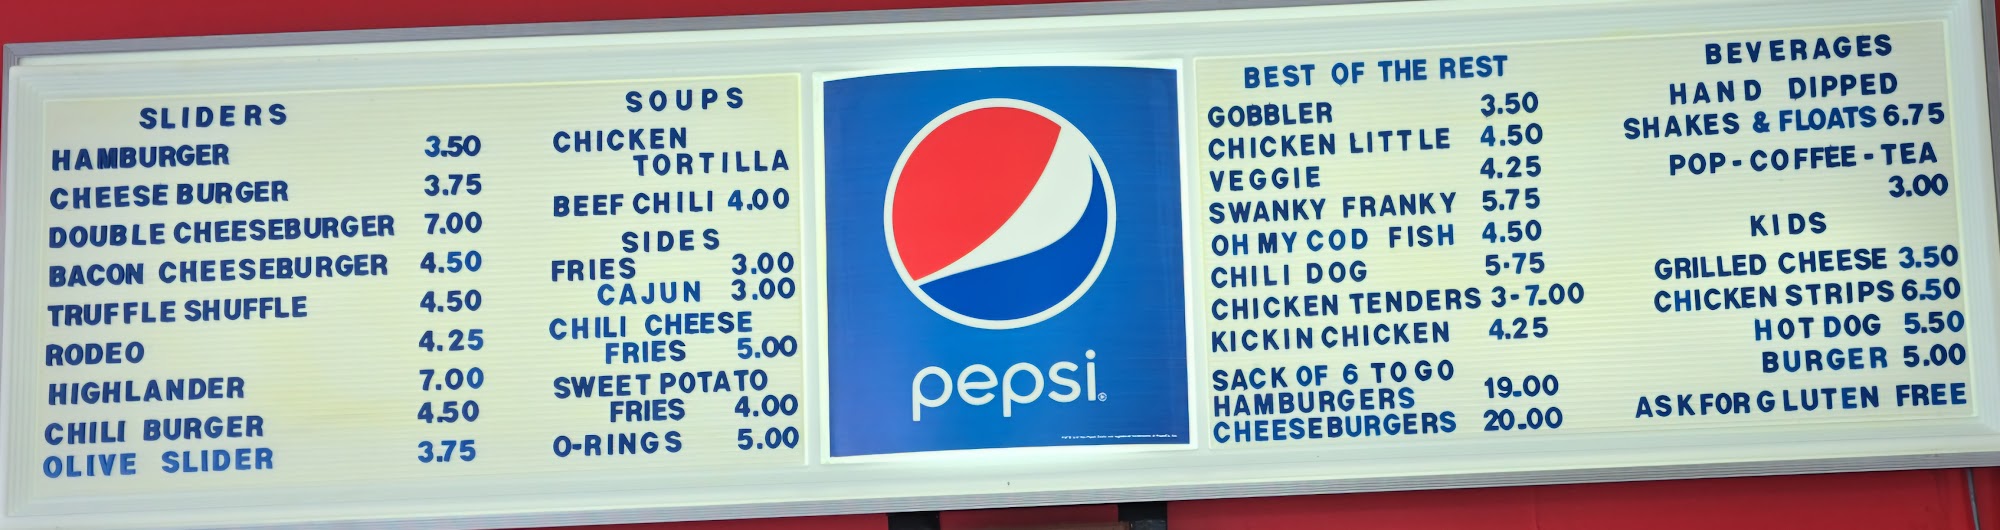 SLIDERS
HAMBURGER 3.50
CHEESE BURGER 3.75
DOUBLE CHEESEBURGER 7.00
BACON CHEESEBURGER 4.50
TRUFFLE SHUFFLE 4.50
RODEO 4.25
HIGHLANDER 7.00
CHILI BURGER 4.50
OLIVE SLIDER 3.75
SOUPS
CHICKEN
TORTILLA
BEEF CHILI 4.00
SIDES
FRIES 3.00
CAJUN 3.00
CHILI CHEESE
FRIES 5.00
SWEET POTATO
FRIES 4.00
O-RINGS 5.00
pepsi
BEST OF THE REST
GOBBLER 3.50
CHICKEN LITTLE 4.50
VEGGIE 4.25
SWANKY FRANKY 5.75
OH MY COD FISH 4.50
CHILI DOG 5.75
CHICKEN TENDERS 3-7.00
KICKIN CHICKEN 4.25
SACK OF 6 TO GO
HAMBURGERS 19.00
CHEESEBURGERS 20.00
BEVERAGES
HAND DIPPED
SHAKES & FLOATS 6.75
POP-COFFEE-TEA
3.00
KIDS
GRILLED CHEESE 3.50
CHICKEN STRIPS 6.50
HOT DOG 5.50
BURGER 5.00
ASK FOR GLUTEN FREE